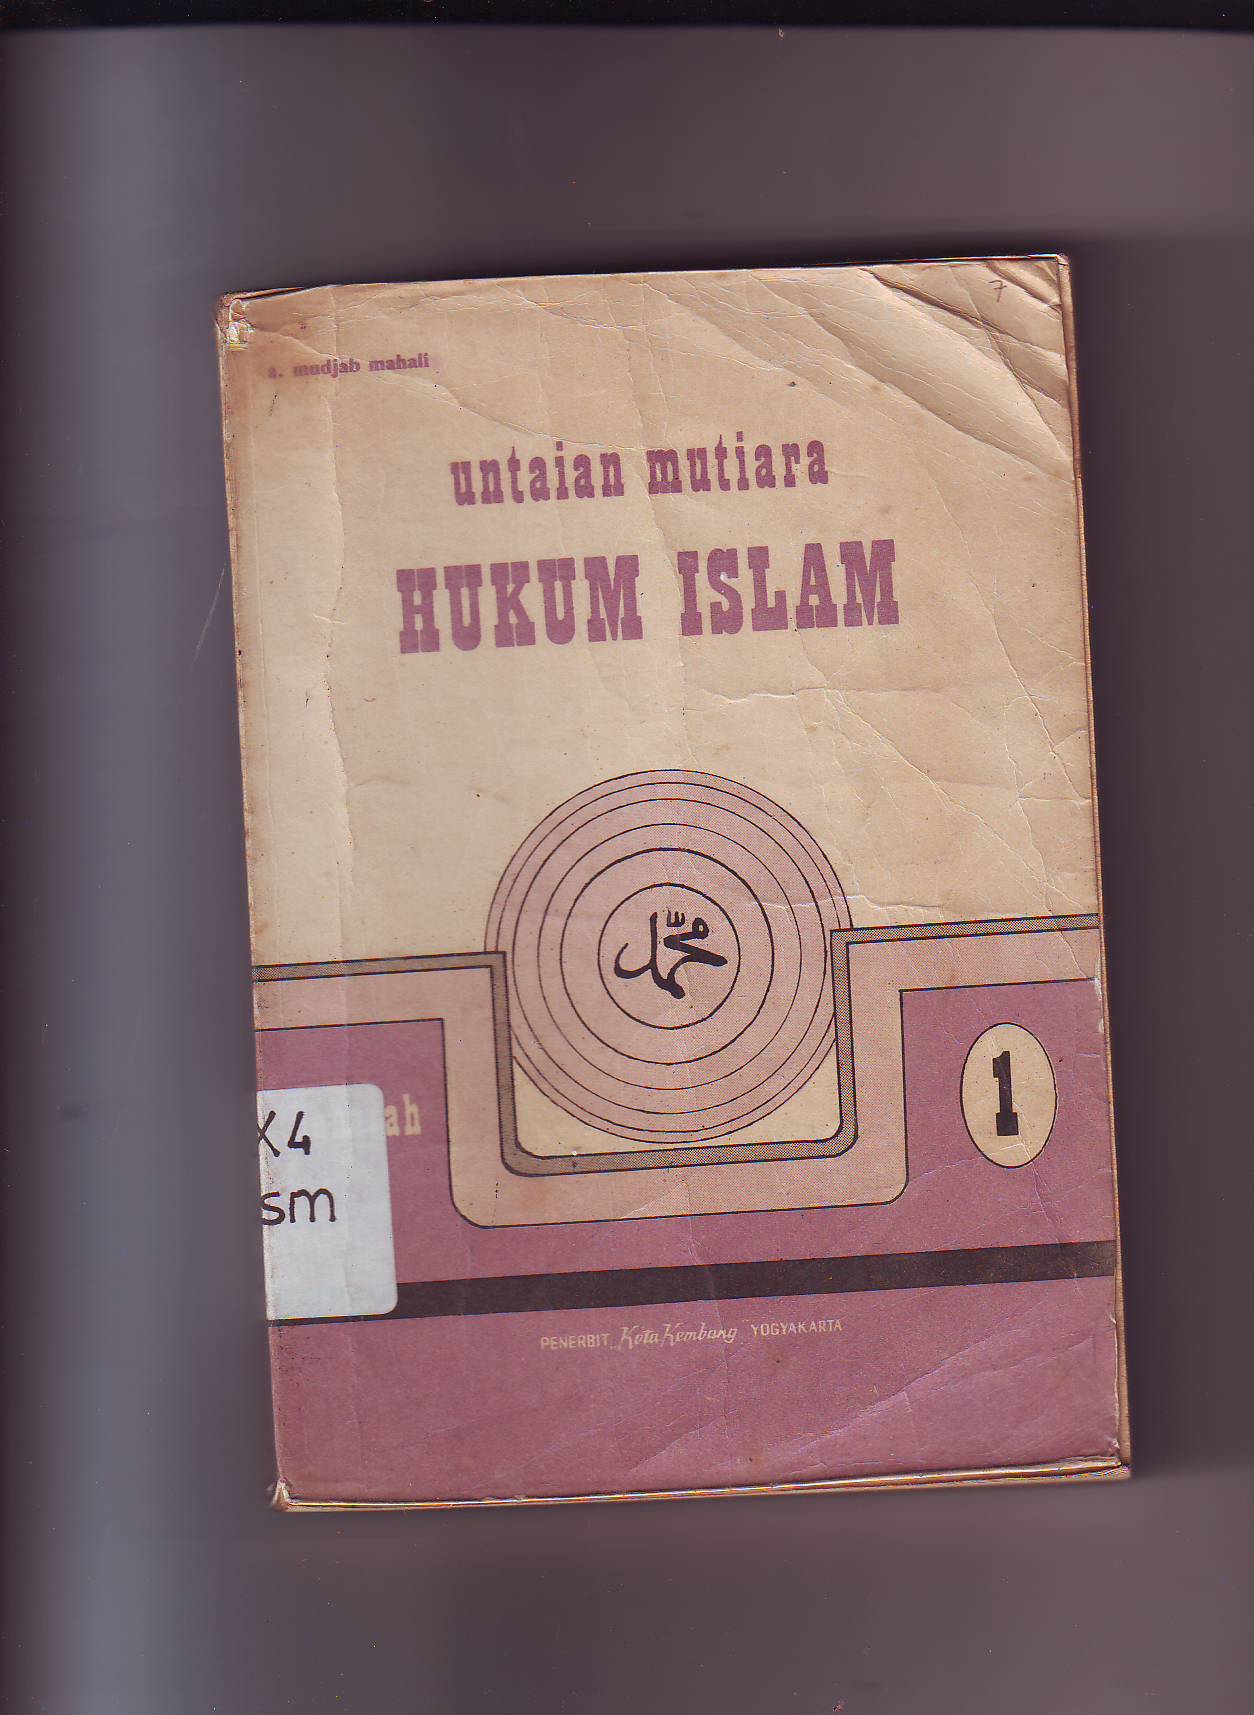 7
a. mudjab mahali
untaian mutiara
HUKUM ISLAM
محمد
1
X4
sm
PENERBIT „Kota Kembang" YOGYAKARTA